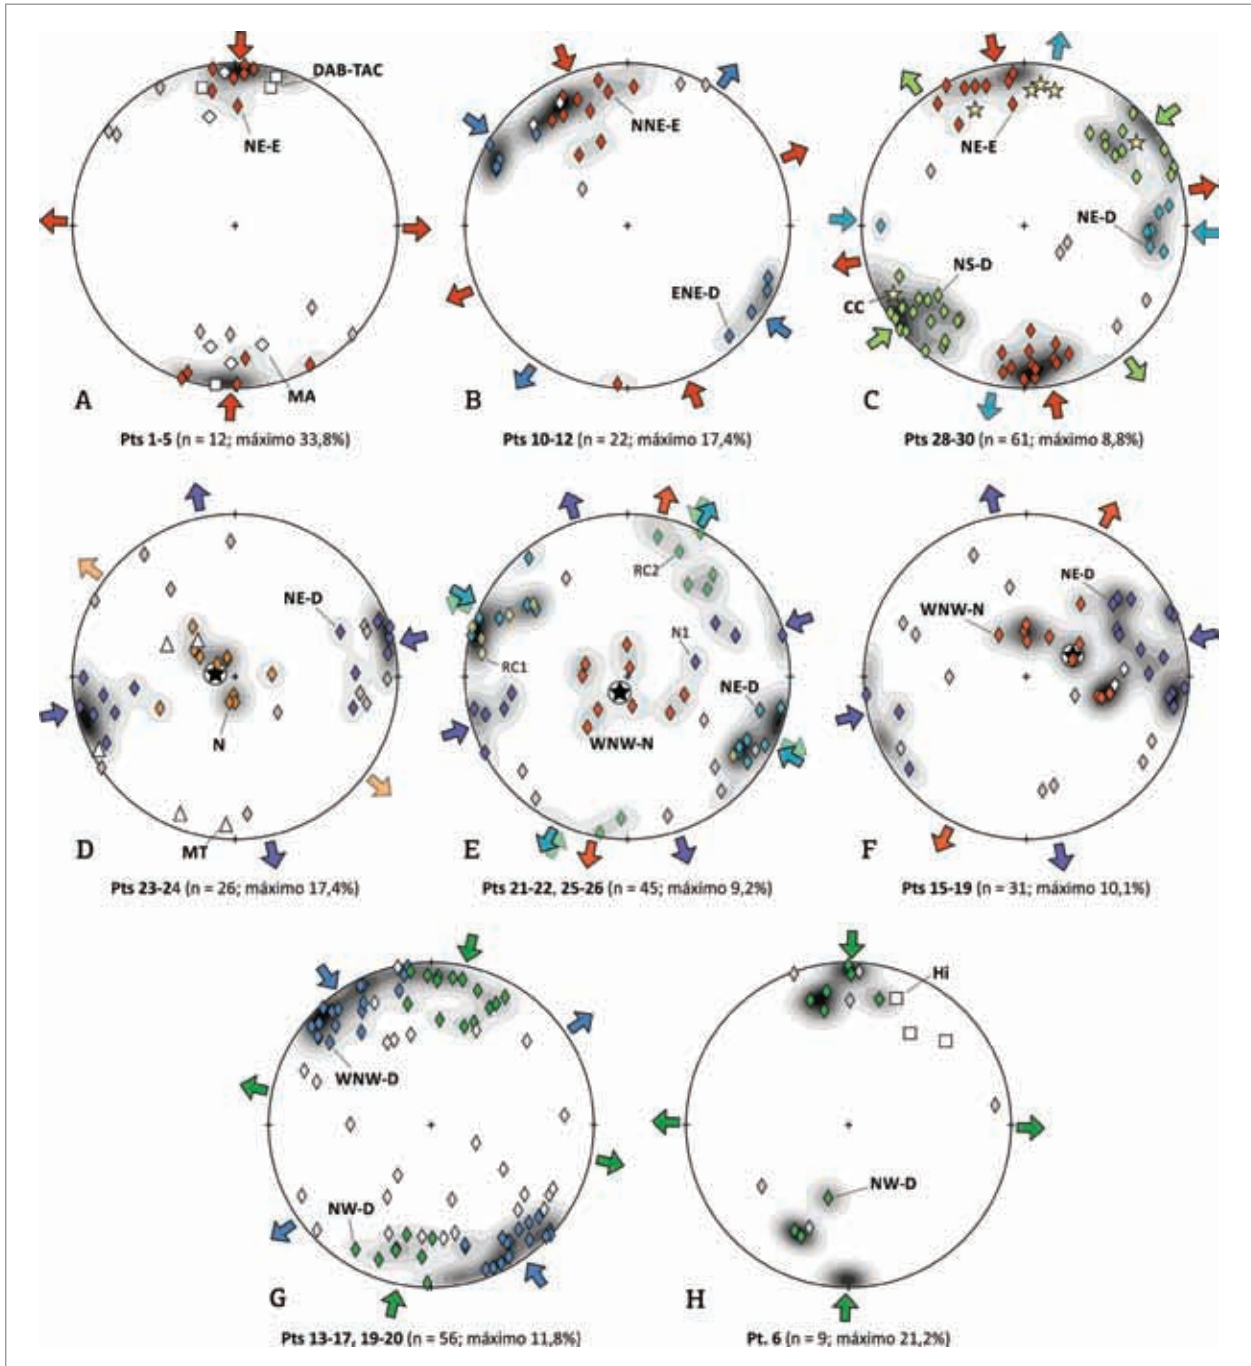 DAB-TAC
NE-E
MA
A
Pts 1-5 (n = 12; máximo 33,8%)
NNE-E
ENE-D
B
Pts 10-12 (n = 22; máximo 17,4%)
NE-E
NE-D
NS-D
CC
C
Pts 28-30 (n = 61; máximo 8,8%)
NE-D
N
D
MT
Pts 23-24 (n = 26; máximo 17,4%)
RC2
N1
RC1
NE-D
WNW-N
E
Pts 21-22, 25-26 (n = 45; máximo 9,2%)
NE-D
WNW-N
F
Pts 15-19 (n = 31; máximo 10,1%)
WNW-D
NW-D
G
Pts 13-17, 19-20 (n = 56; máximo 11,8%)
Hi
NW-D
H
Pt. 6 (n = 9; máximo 21,2%)